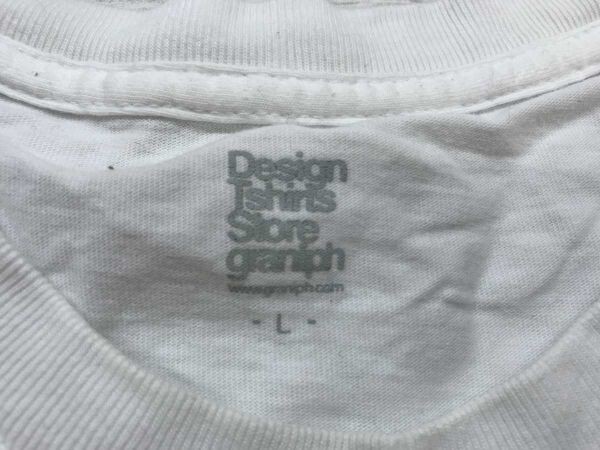 Design
Tshirts
Store
graniph
www.graniph.com
- L -